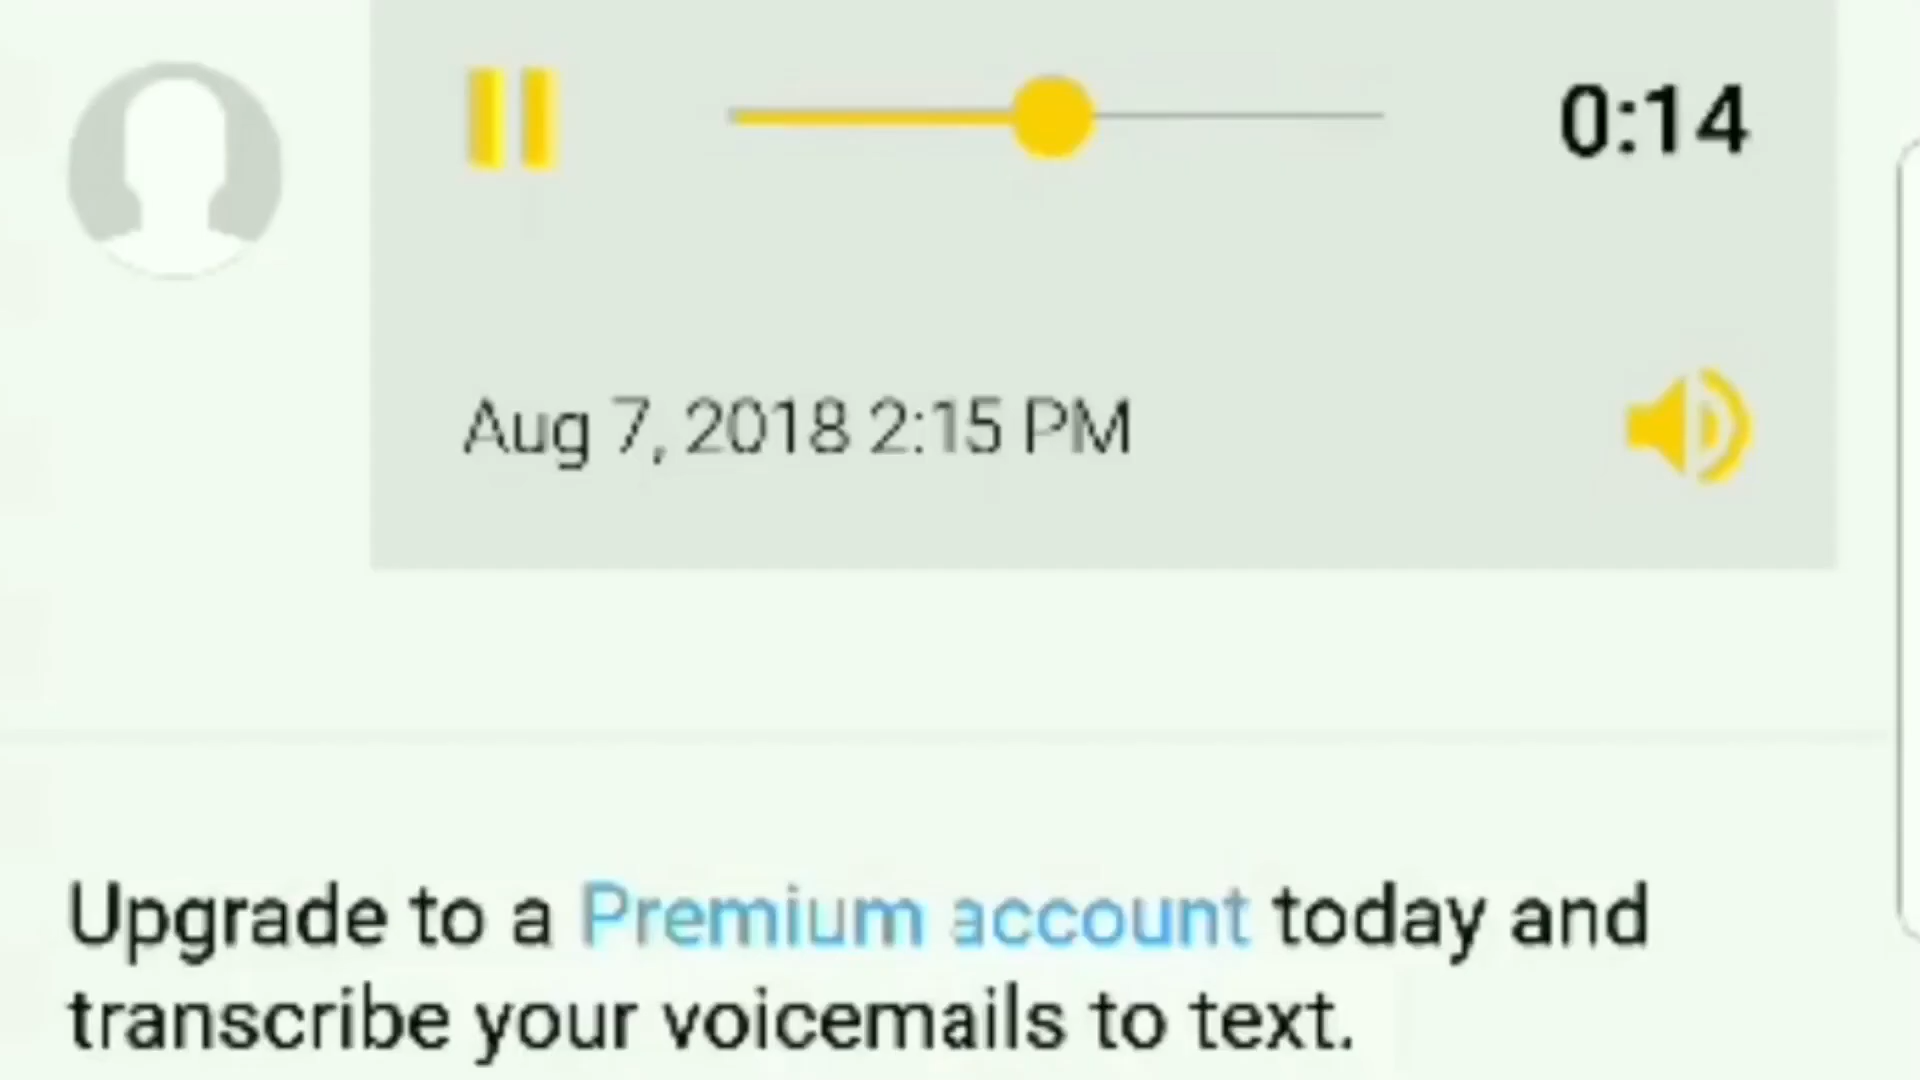 0:14
Aug 7, 2018 2:15 PM
Upgrade to a Premium account today and
transcribe your voicemails to text.